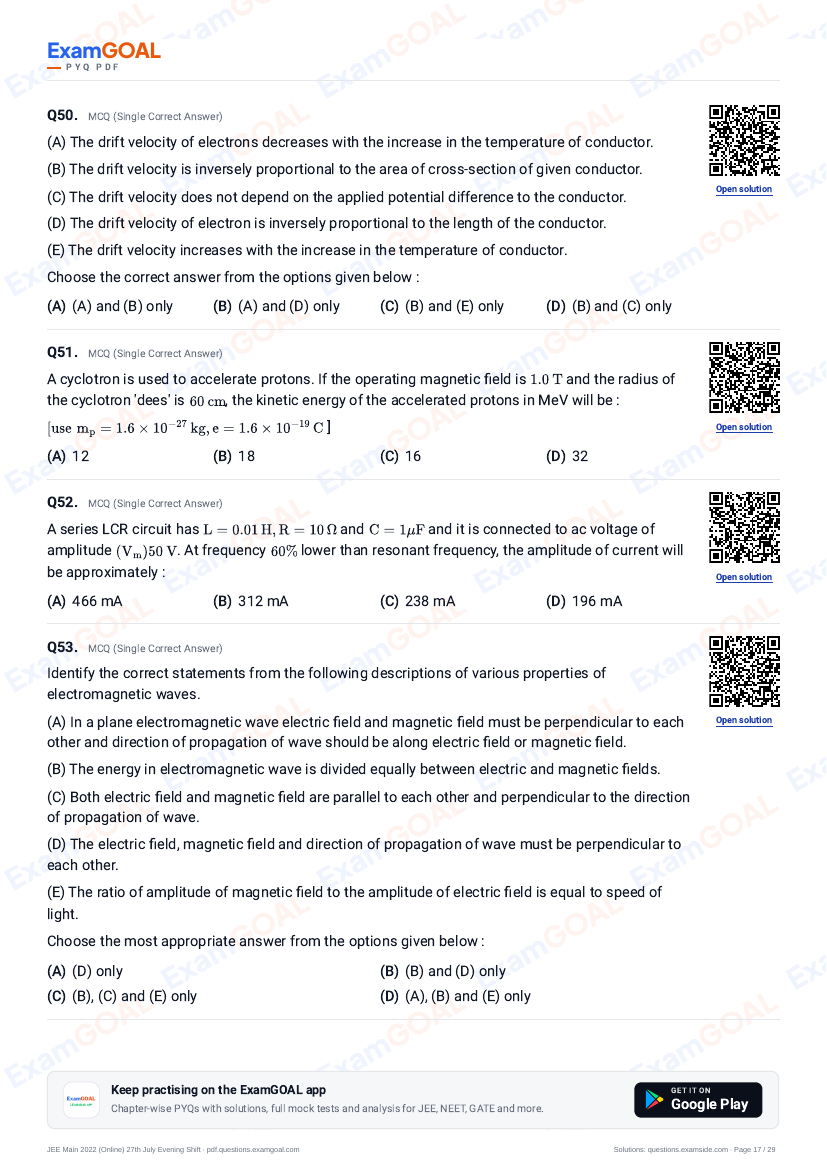 ExamGOAL
PYQ PDF
Q50. MCQ (Single Correct Answer)
(A) The drift velocity of electrons decreases with the increase in the temperature of conductor.
(B) The drift velocity is inversely proportional to the area of cross-section of given conductor.
(C) The drift velocity does not depend on the applied potential difference to the conductor.
(D) The drift velocity of electron is inversely proportional to the length of the conductor.
(E) The drift velocity increases with the increase in the temperature of conductor.
Choose the correct answer from the options given below :
(A) (A) and (B) only (B) (A) and (D) only (C) (B) and (E) only (D) (B) and (C) only
Open solution
Q51. MCQ (Single Correct Answer)
A cyclotron is used to accelerate protons. If the operating magnetic field is 1.0 T and the radius of
the cyclotron 'dees' is 60 cm, the kinetic energy of the accelerated protons in MeV will be :
[use m_p = 1.6 × 10⁻²⁷ kg, e = 1.6 × 10⁻¹⁹ C ]
(A) 12 (B) 18 (C) 16 (D) 32
Open solution
Q52. MCQ (Single Correct Answer)
A series LCR circuit has L = 0.01 H, R = 10 Ω and C = 1μF and it is connected to ac voltage of
amplitude (V_m)50 V. At frequency 60% lower than resonant frequency, the amplitude of current will
be approximately :
(A) 466 mA (B) 312 mA (C) 238 mA (D) 196 mA
Open solution
Q53. MCQ (Single Correct Answer)
Identify the correct statements from the following descriptions of various properties of
electromagnetic waves.
(A) In a plane electromagnetic wave electric field and magnetic field must be perpendicular to each
other and direction of propagation of wave should be along electric field or magnetic field.
(B) The energy in electromagnetic wave is divided equally between electric and magnetic fields.
(C) Both electric field and magnetic field are parallel to each other and perpendicular to the direction
of propagation of wave.
(D) The electric field, magnetic field and direction of propagation of wave must be perpendicular to
each other.
(E) The ratio of amplitude of magnetic field to the amplitude of electric field is equal to speed of
light.
Choose the most appropriate answer from the options given below :
(A) (D) only (B) (B) and (D) only
(C) (B), (C) and (E) only (D) (A), (B) and (E) only
Open solution
ExamGOAL
Keep practising on the ExamGOAL app
Chapter-wise PYQs with solutions, full mock tests and analysis for JEE, NEET, GATE and more.
GET IT ON
Google Play
JEE Main 2022 (Online) 27th July Evening Shift · pdf.questions.examgoal.com
Solutions: questions.examside.com · Page 17 / 29